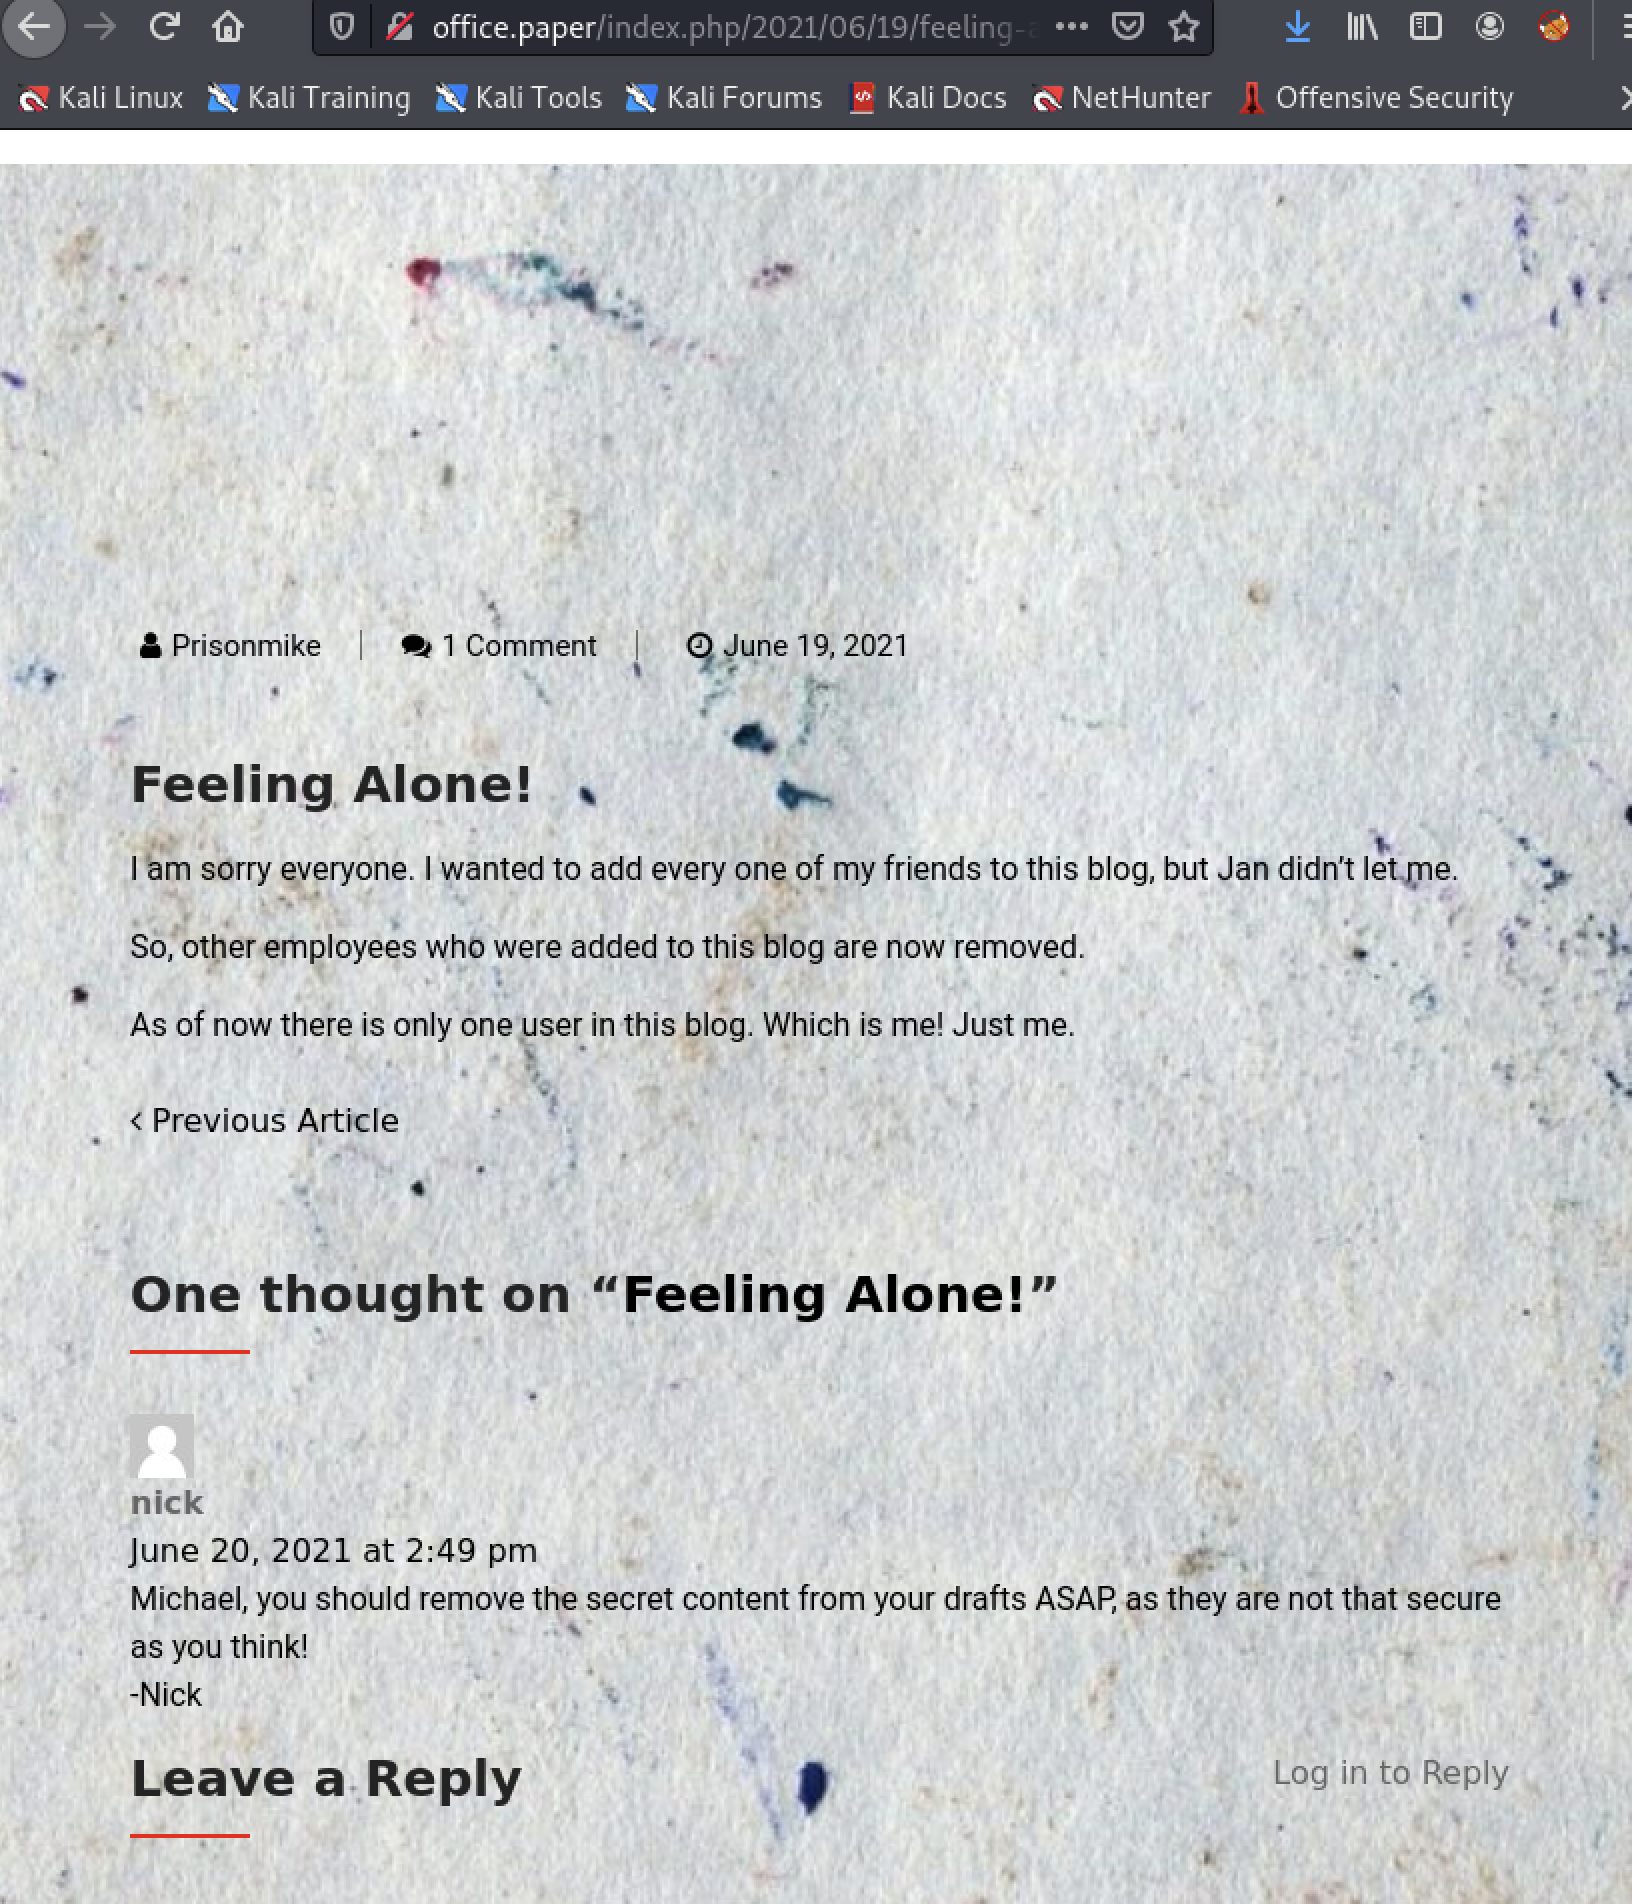 office.paper/index.php/2021/06/19/feeling-a
Kali Linux Kali Training Kali Tools Kali Forums Kali Docs NetHunter Offensive Security
Prisonmike 1 Comment June 19, 2021
Feeling Alone!
I am sorry everyone. I wanted to add every one of my friends to this blog, but Jan didn’t let me.
So, other employees who were added to this blog are now removed.
As of now there is only one user in this blog. Which is me! Just me.
‹ Previous Article
One thought on “Feeling Alone!”
nick
June 20, 2021 at 2:49 pm
Michael, you should remove the secret content from your drafts ASAP, as they are not that secure
as you think!
-Nick
Leave a Reply Log in to Reply